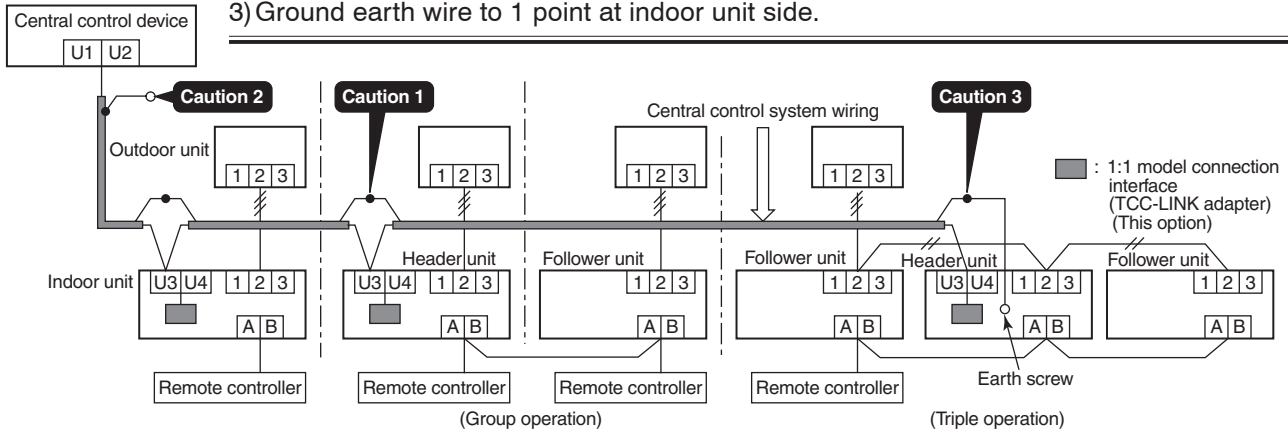 3) Ground earth wire to 1 point at indoor unit side.
Central control device
U1 U2
Caution 2
Caution 1
Central control system wiring
Caution 3
Outdoor unit
1 2 3
1 2 3
1 2 3
1 2 3
: 1:1 model connection
interface
(TCC-LINK adapter)
(This option)
Indoor unit
U3 U4
1 2 3
A B
Header unit
U3 U4
1 2 3
A B
Follower unit
1 2 3
A B
Follower unit
1 2 3
A B
Header unit
U3 U4
1 2 3
A B
Follower unit
1 2 3
A B
Remote controller
Remote controller
Remote controller
Remote controller
Earth screw
(Group operation)
(Triple operation)